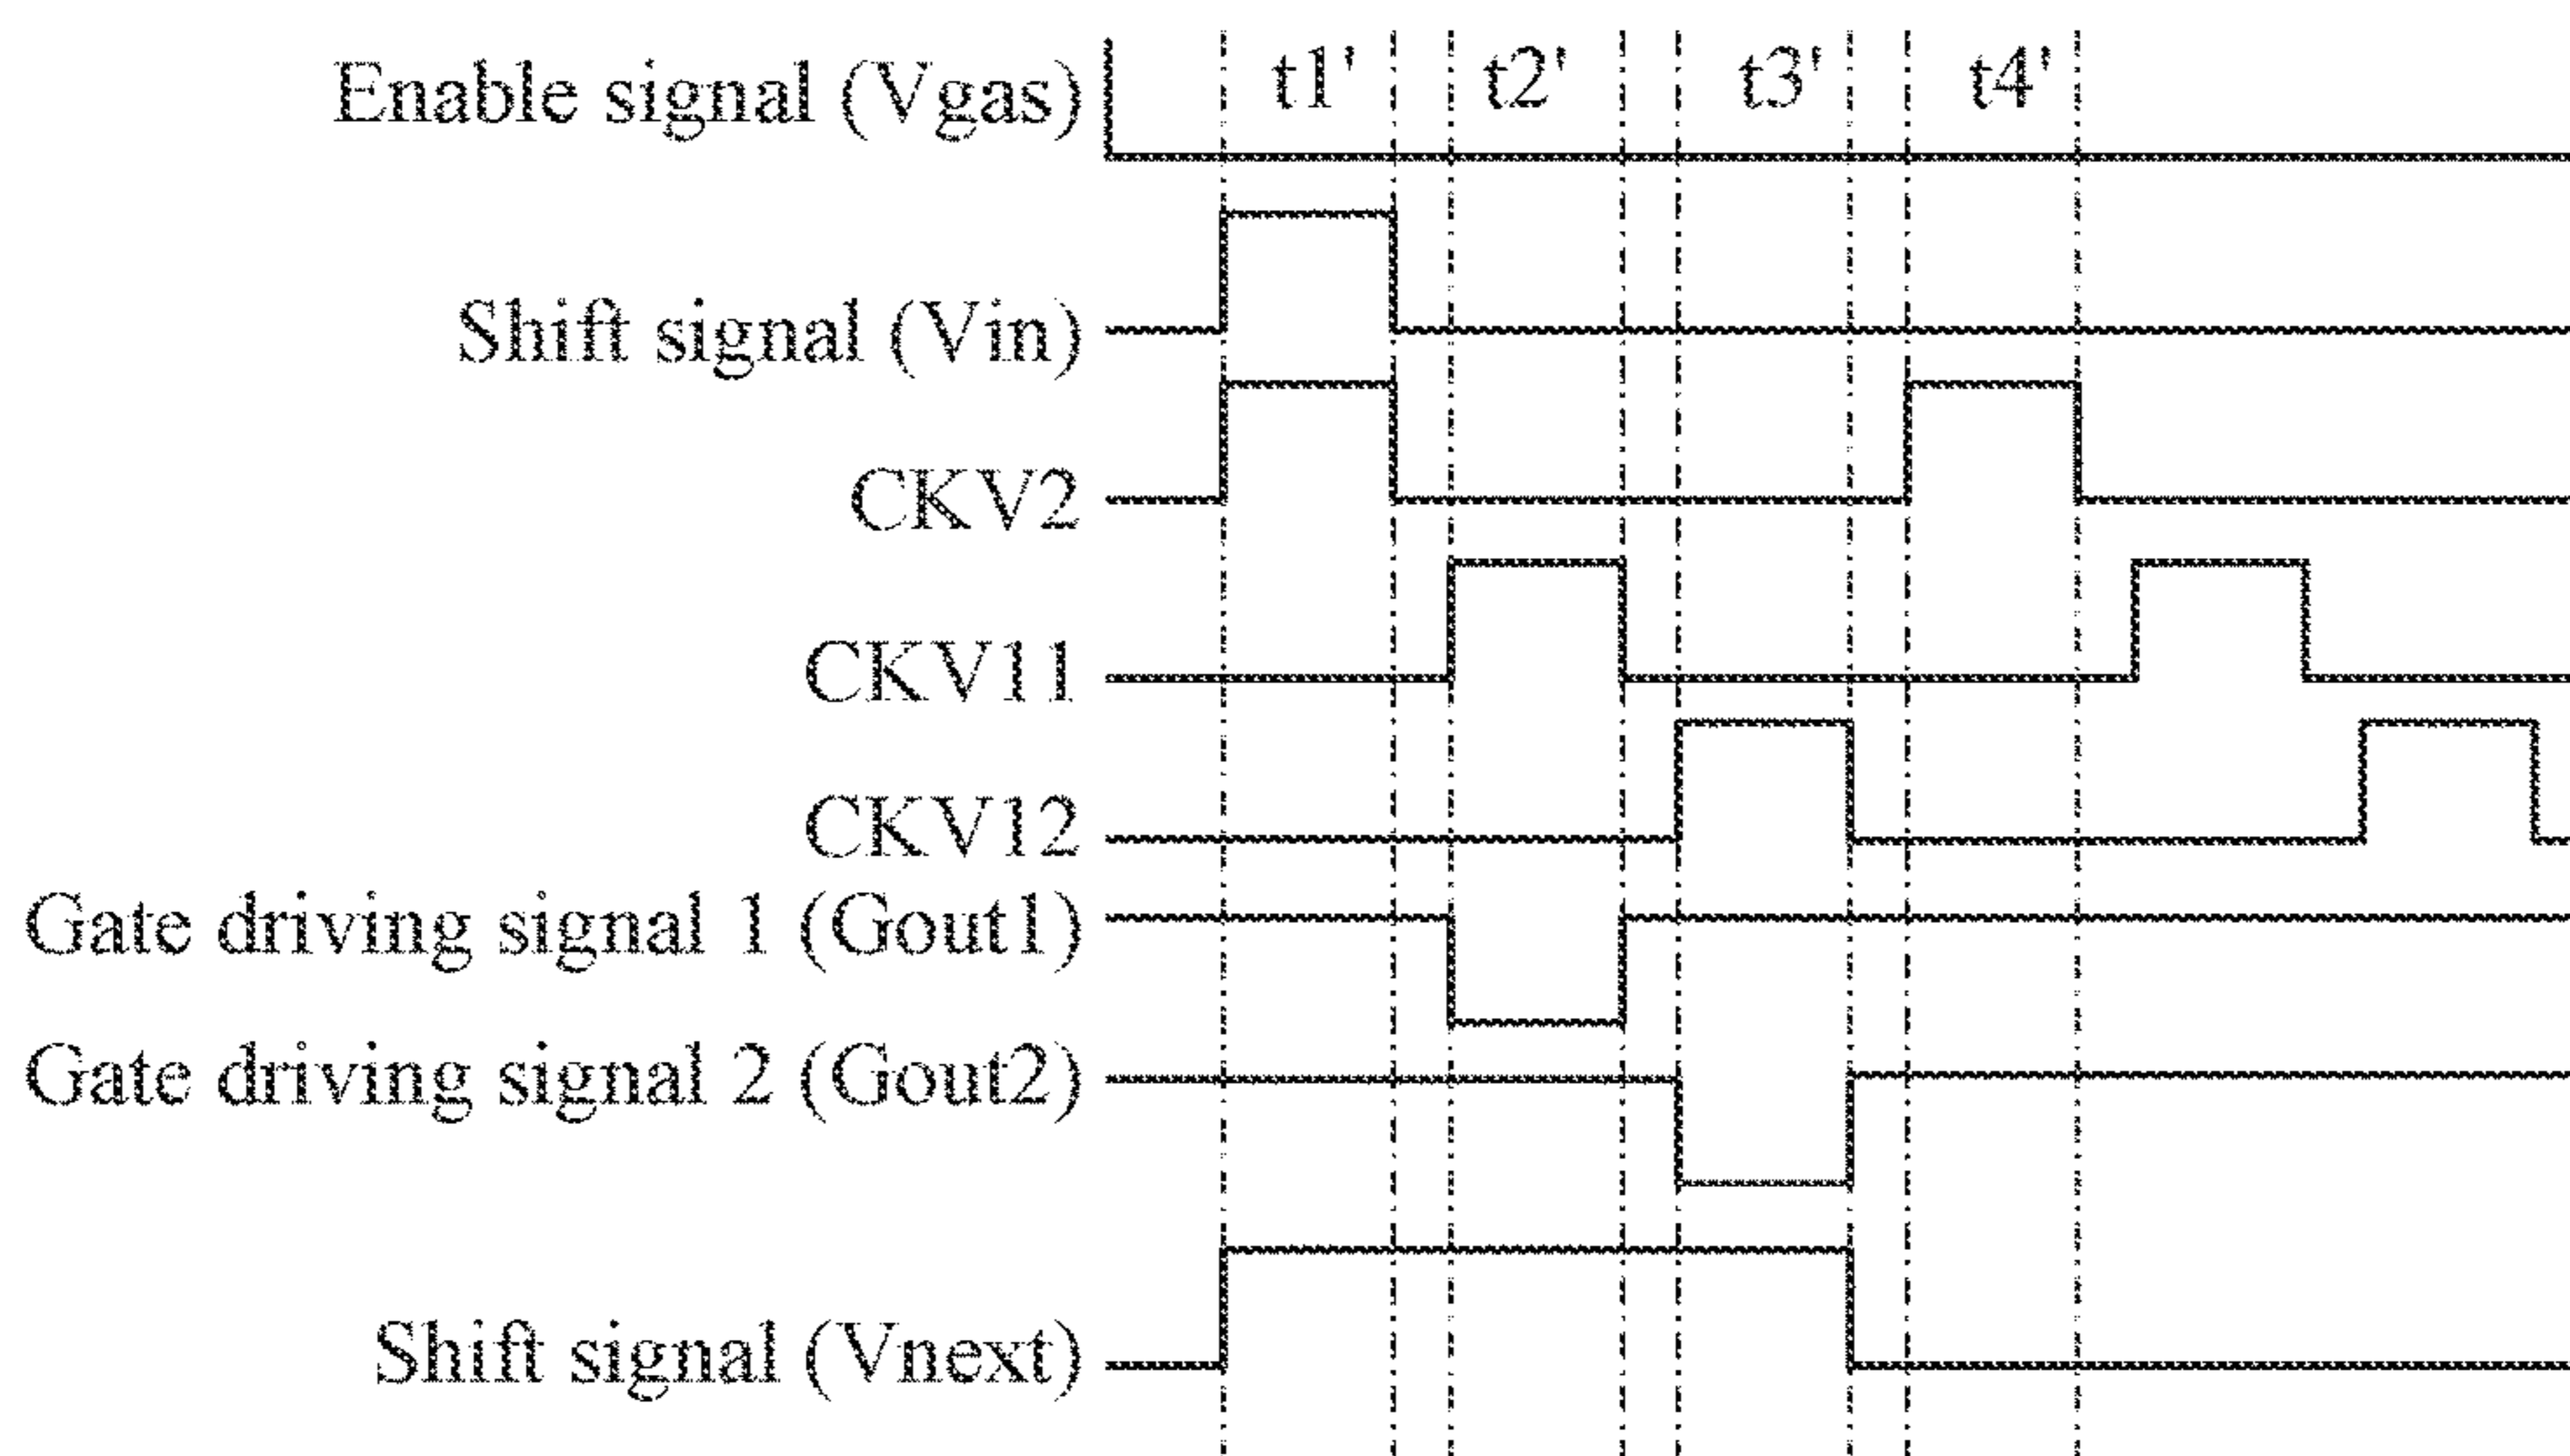 t1' t2' t3' t4'
Enable signal (Vgas)
Shift signal (Vin)
CKV2
CKV11
CKV12
Gate driving signal 1 (Gout1)
Gate driving signal 2 (Gout2)
Shift signal (Vnext)